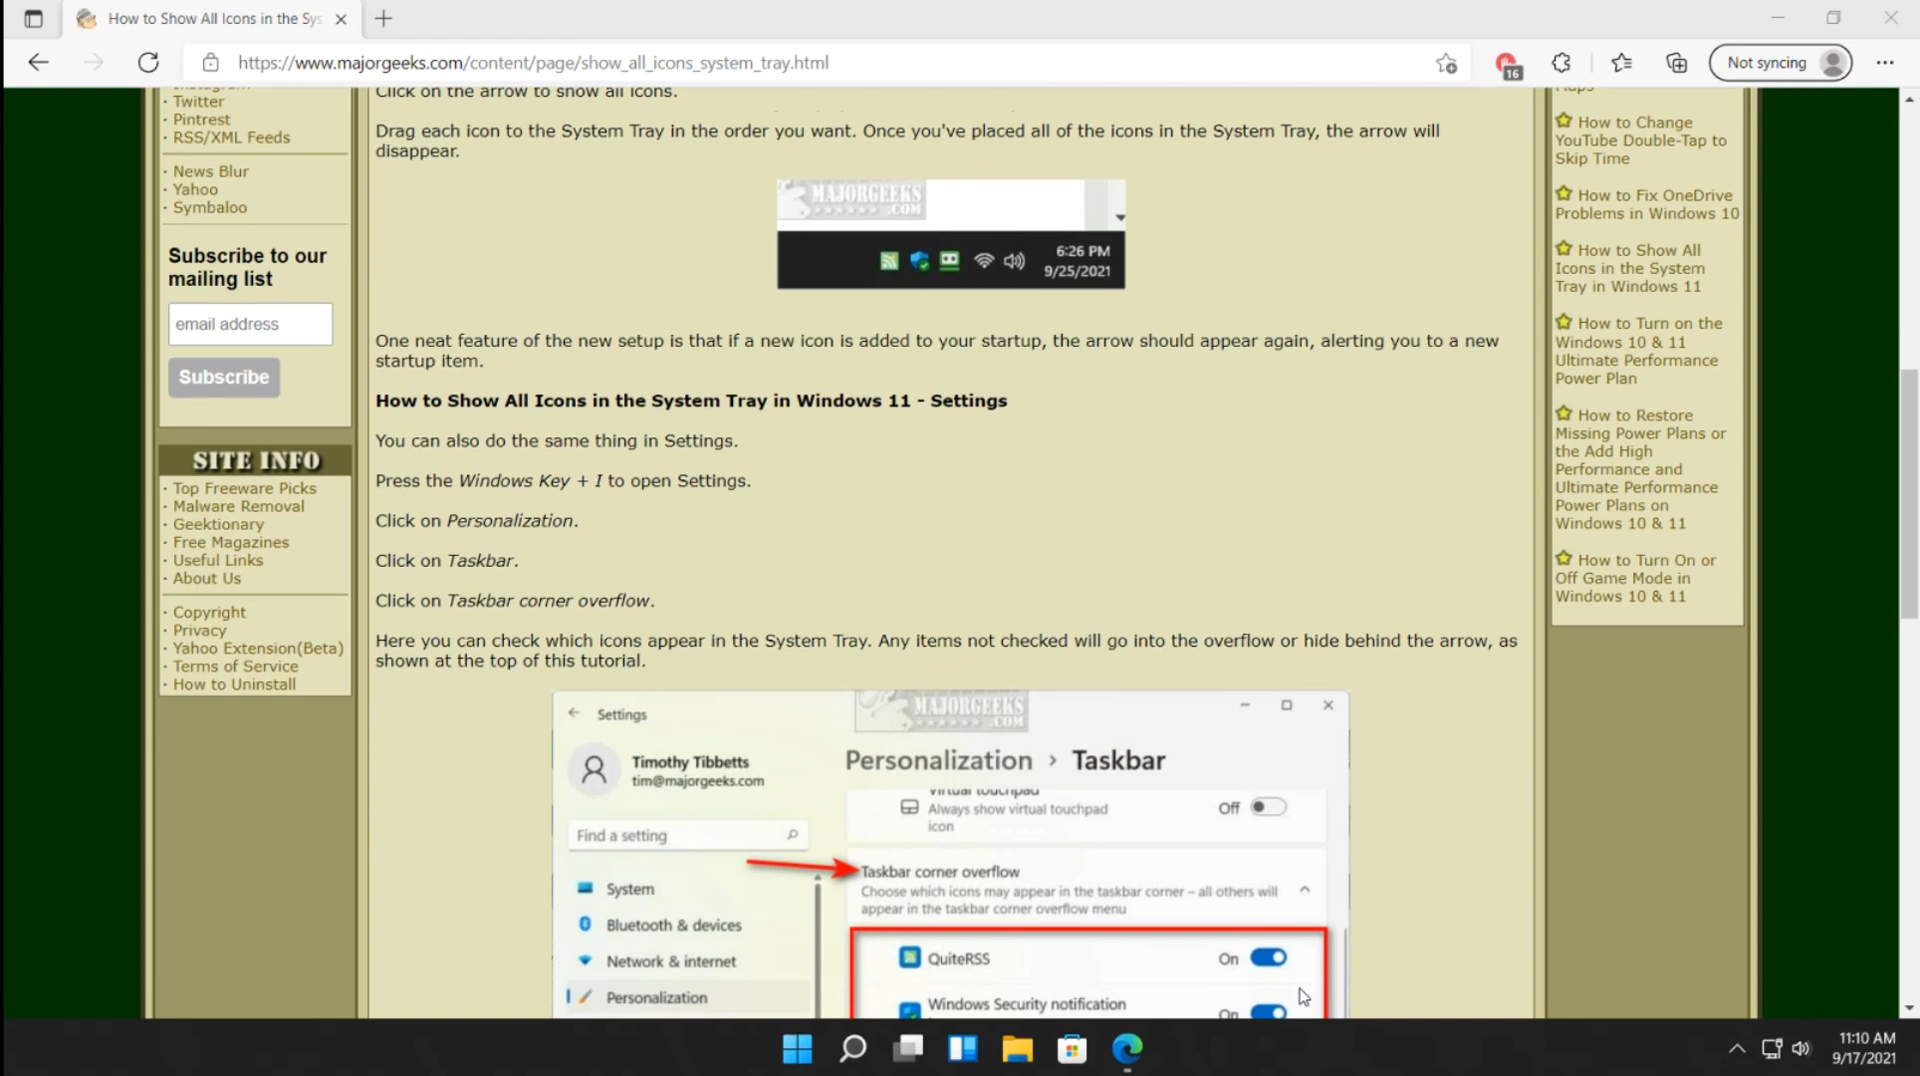 How to Show All Icons in the Sys
https://www.majorgeeks.com/content/page/show_all_icons_system_tray.html
16
Not syncing
Instagram
· Twitter
· Pintrest
· RSS/XML Feeds
· News Blur
· Yahoo
· Symbaloo
Subscribe to our
mailing list
email address
Subscribe
SITE INFO
· Top Freeware Picks
· Malware Removal
· Geektionary
· Free Magazines
· Useful Links
· About Us
· Copyright
· Privacy
· Yahoo Extension(Beta)
· Terms of Service
· How to Uninstall
Click on the arrow to show all icons.
Drag each icon to the System Tray in the order you want. Once you've placed all of the icons in the System Tray, the arrow will
disappear.
MAJORGEEKS
.COM
6:26 PM
9/25/2021
One neat feature of the new setup is that if a new icon is added to your startup, the arrow should appear again, alerting you to a new
startup item.
How to Show All Icons in the System Tray in Windows 11 - Settings
You can also do the same thing in Settings.
Press the Windows Key + I to open Settings.
Click on Personalization.
Click on Taskbar.
Click on Taskbar corner overflow.
Here you can check which icons appear in the System Tray. Any items not checked will go into the overflow or hide behind the arrow, as
shown at the top of this tutorial.
Settings
MAJORGEEKS
.COM
Timothy Tibbetts
tim@majorgeeks.com
Find a setting
System
Bluetooth & devices
Network & internet
Personalization
Personalization › Taskbar
Virtual touchpad
Always show virtual touchpad
icon
Off
Taskbar corner overflow
Choose which icons may appear in the taskbar corner – all others will
appear in the taskbar corner overflow menu
QuiteRSS
On
Windows Security notification
On
Maps
How to Change
YouTube Double-Tap to
Skip Time
How to Fix OneDrive
Problems in Windows 10
How to Show All
Icons in the System
Tray in Windows 11
How to Turn on the
Windows 10 & 11
Ultimate Performance
Power Plan
How to Restore
Missing Power Plans or
the Add High
Performance and
Ultimate Performance
Power Plans on
Windows 10 & 11
How to Turn On or
Off Game Mode in
Windows 10 & 11
11:10 AM
9/17/2021